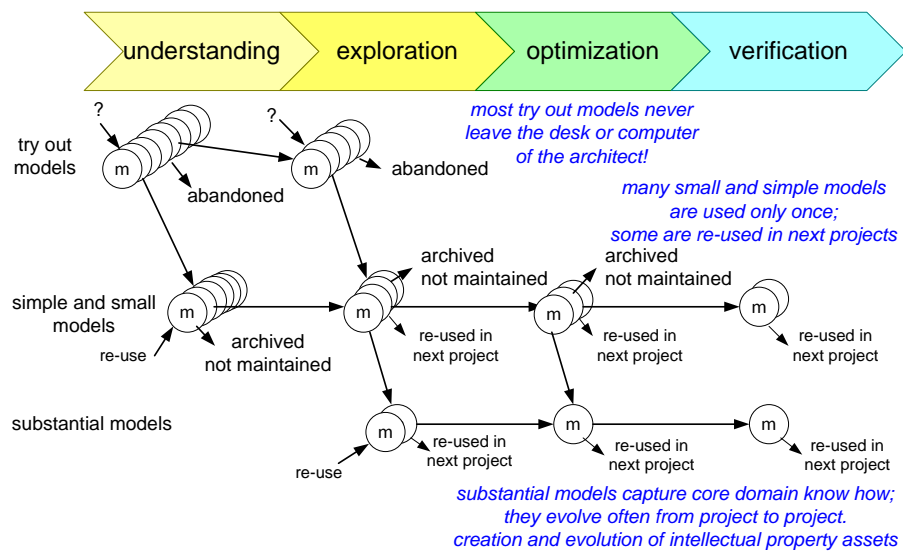 understanding
exploration
optimization
verification
?
?
most try out models never
leave the desk or computer
of the architect!
try out
models
m
m
abandoned
abandoned
many small and simple models
are used only once;
some are re-used in next projects
archived
not maintained
archived
not maintained
simple and small
models
m
m
m
m
re-use
archived
not maintained
re-used in
next project
re-used in
next project
re-used in
next project
substantial models
m
m
m
re-use
re-used in
next project
re-used in
next project
re-used in
next project
substantial models capture core domain know how;
they evolve often from project to project.
creation and evolution of intellectual property assets